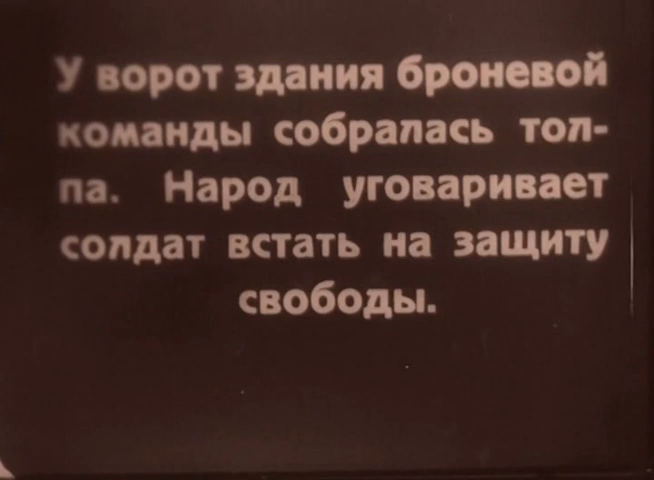 У ворот здания броневой
команды собралась тол-
па. Народ уговаривает
солдат встать на защиту
свободы.